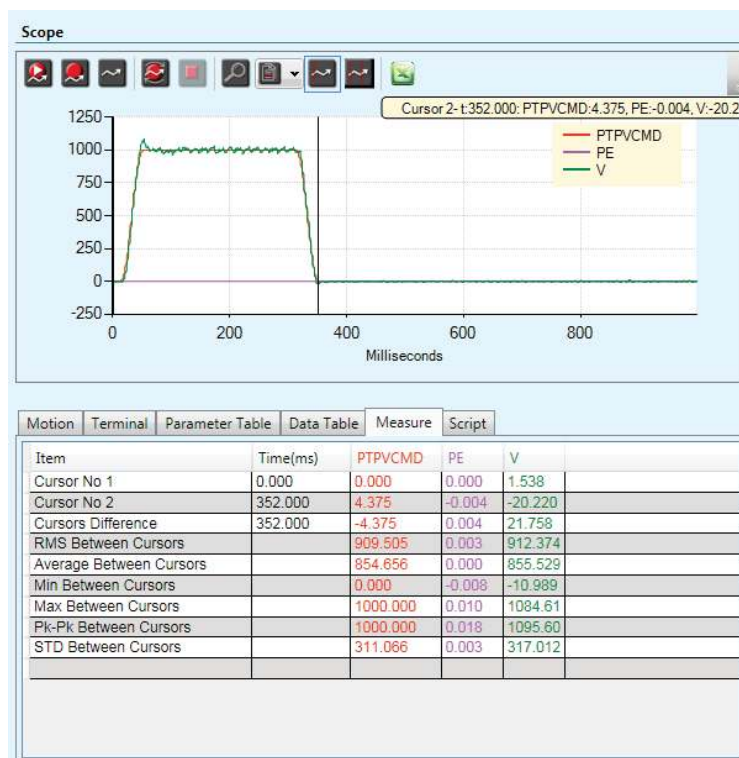 Scope
Cursor 2- t:352.000: PTPVCMD:4.375, PE:-0.004, V:-20.2
1250
1000
750
500
250
0
-250
PTPVCMD
PE
V
0 200 400 600 800
Milliseconds
Motion Terminal Parameter Table Data Table Measure Script
Item Time(ms) PTPVCMD PE V
Cursor No 1 0.000 0.000 0.000 1.538
Cursor No 2 352.000 4.375 -0.004 -20.220
Cursors Difference 352.000 -4.375 0.004 21.758
RMS Between Cursors 909.505 0.003 912.374
Average Between Cursors 854.656 0.000 855.529
Min Between Cursors 0.000 -0.008 -10.989
Max Between Cursors 1000.000 0.010 1084.61
Pk-Pk Between Cursors 1000.000 0.018 1095.60
STD Between Cursors 311.066 0.003 317.012